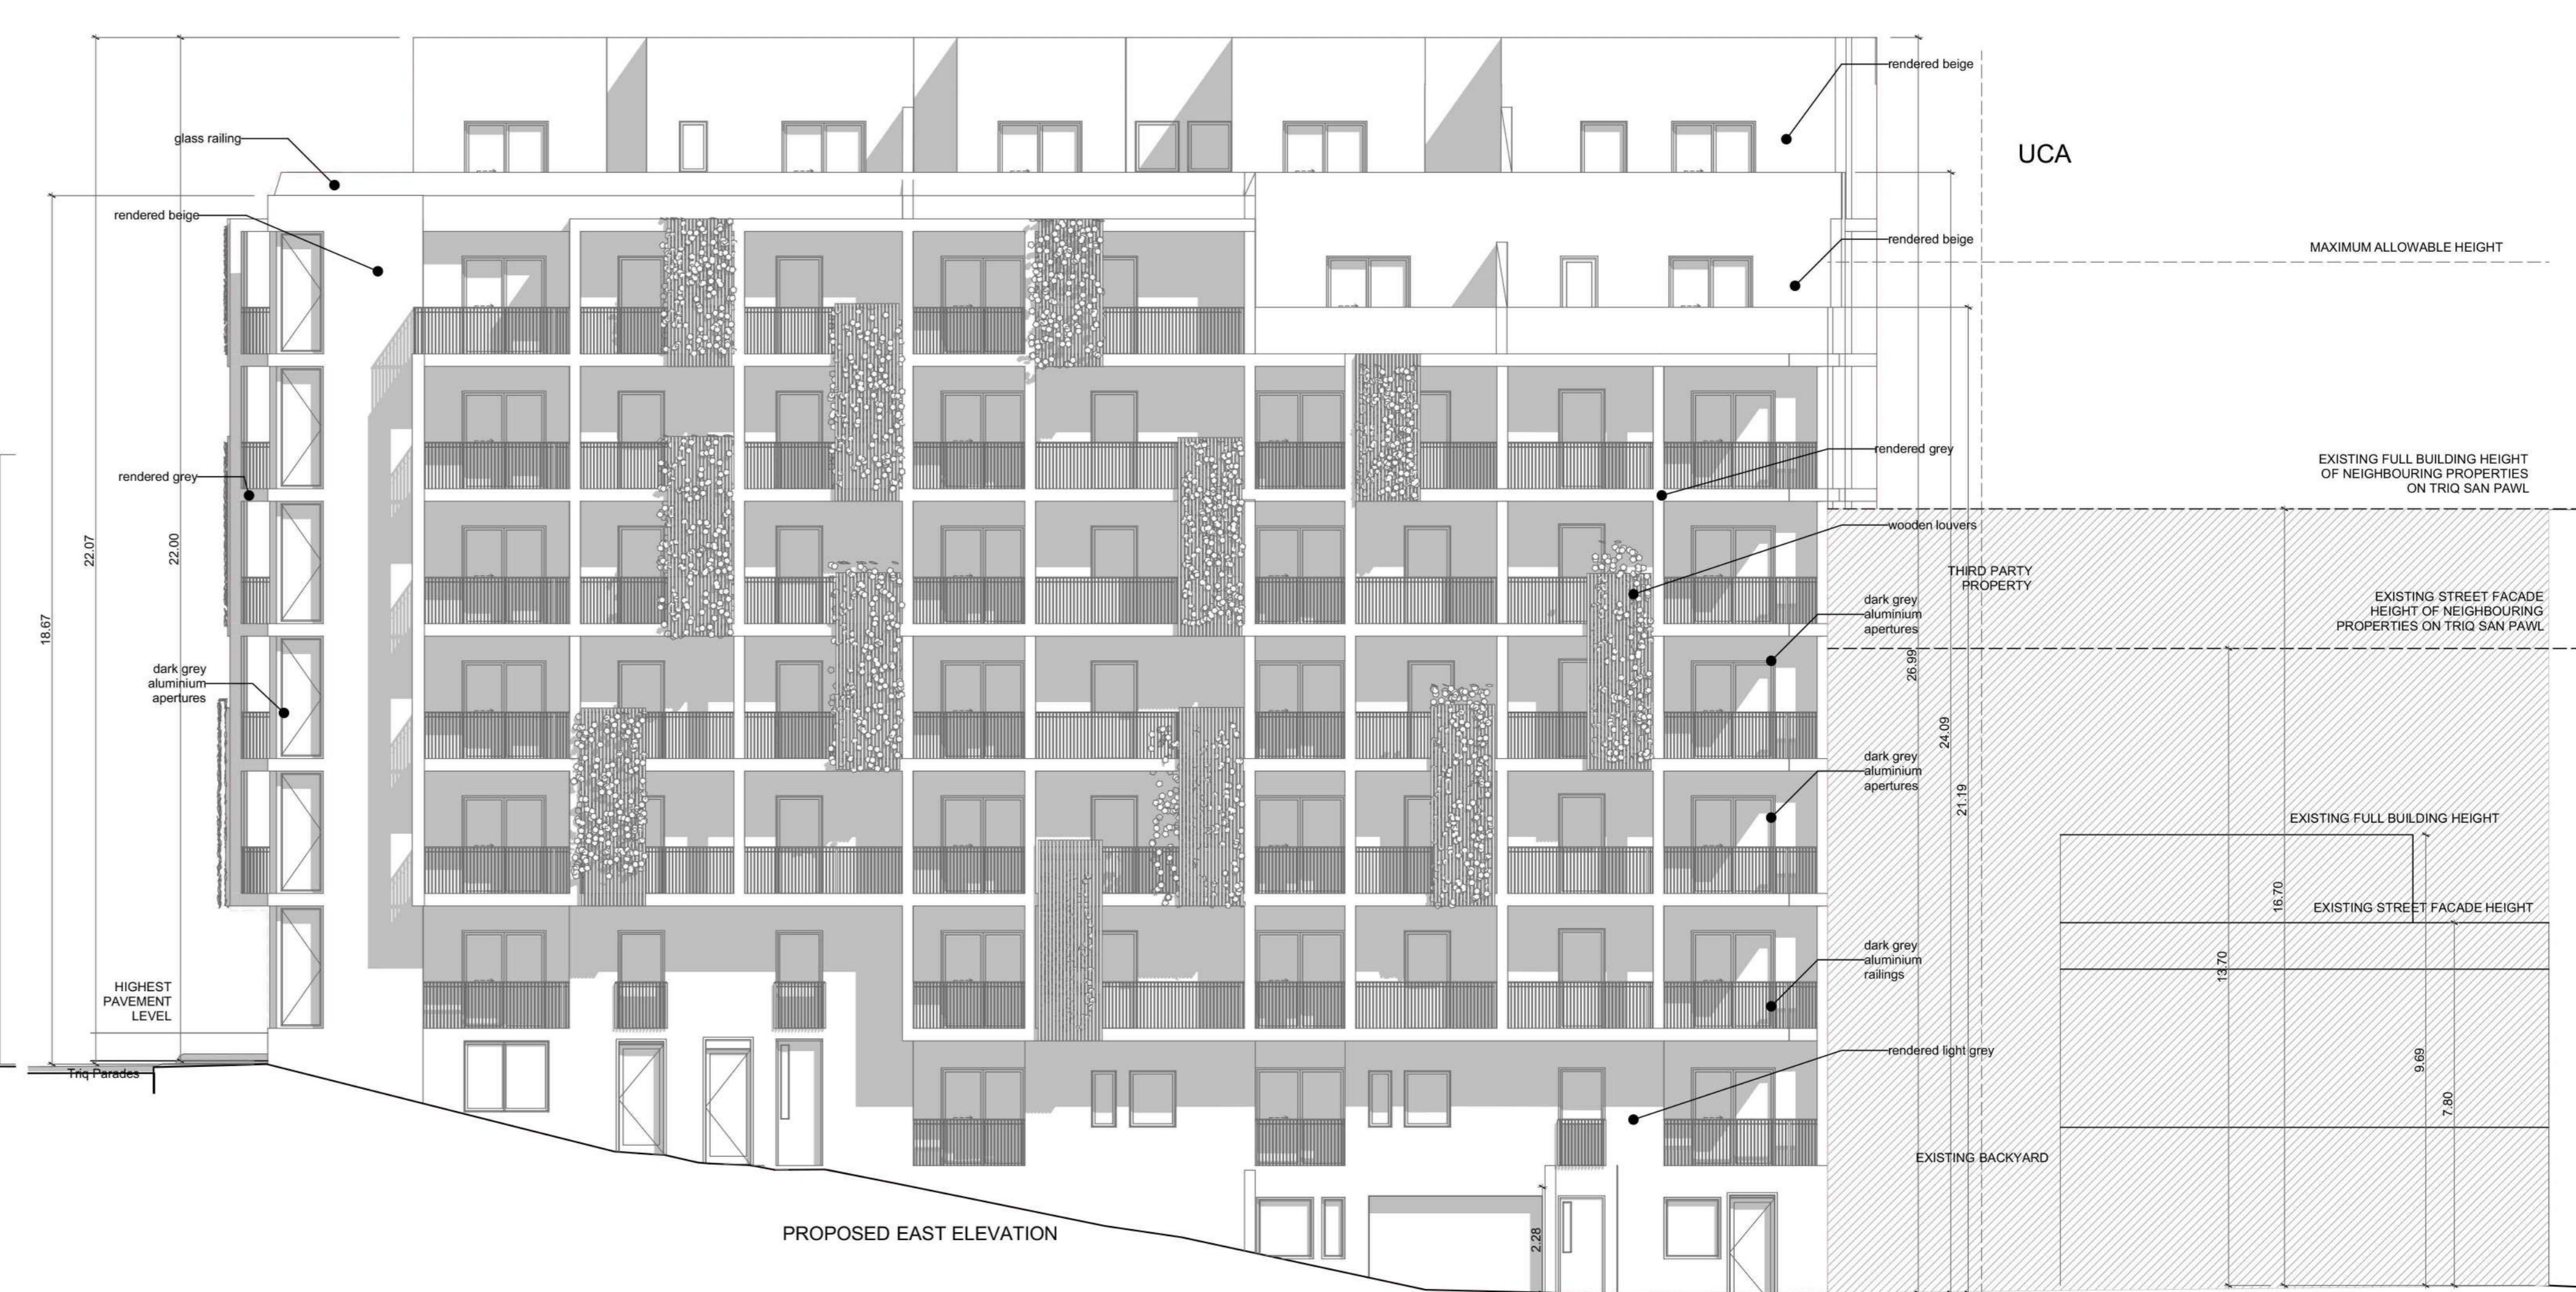 rendered beige
glass railing
UCA
rendered beige
rendered beige
MAXIMUM ALLOWABLE HEIGHT
rendered grey
EXISTING FULL BUILDING HEIGHT
OF NEIGHBOURING PROPERTIES
ON TRIQ SAN PAWL
rendered grey
wooden louvers
22.07
22.00
18.67
THIRD PARTY
PROPERTY
EXISTING STREET FACADE
HEIGHT OF NEIGHBOURING
PROPERTIES ON TRIQ SAN PAWL
dark grey
aluminium
apertures
dark grey
aluminium
apertures
26.99
24.09
21.19
dark grey
aluminium
apertures
EXISTING FULL BUILDING HEIGHT
EXISTING STREET FACADE HEIGHT
16.70
13.70
dark grey
aluminium
railings
HIGHEST
PAVEMENT
LEVEL
rendered light grey
9.69
7.80
Triq Parades
EXISTING BACKYARD
PROPOSED EAST ELEVATION
2.28